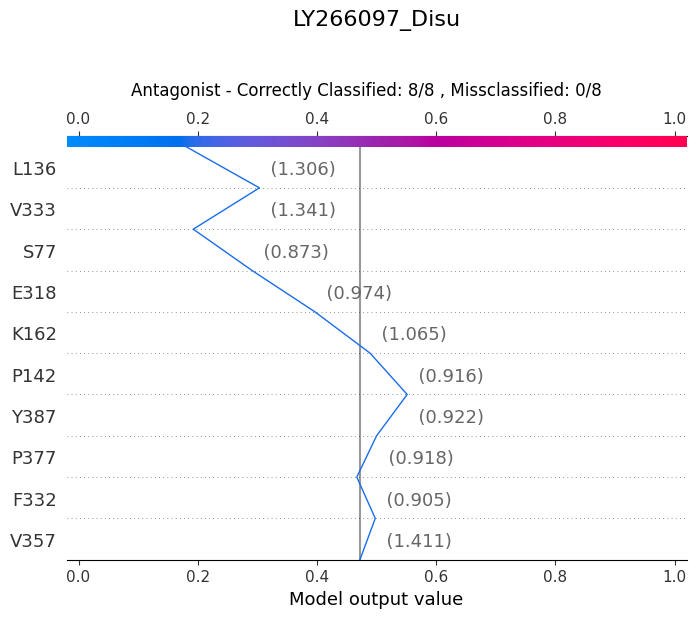 LY266097_Disu
Antagonist - Correctly Classified: 8/8 , Missclassified: 0/8
0.0 0.2 0.4 0.6 0.8 1.0
L136 (1.306)
V333 (1.341)
S77 (0.873)
E318 (0.974)
K162 (1.065)
P142 (0.916)
Y387 (0.922)
P377 (0.918)
F332 (0.905)
V357 (1.411)
0.0 0.2 0.4 0.6 0.8 1.0
Model output value